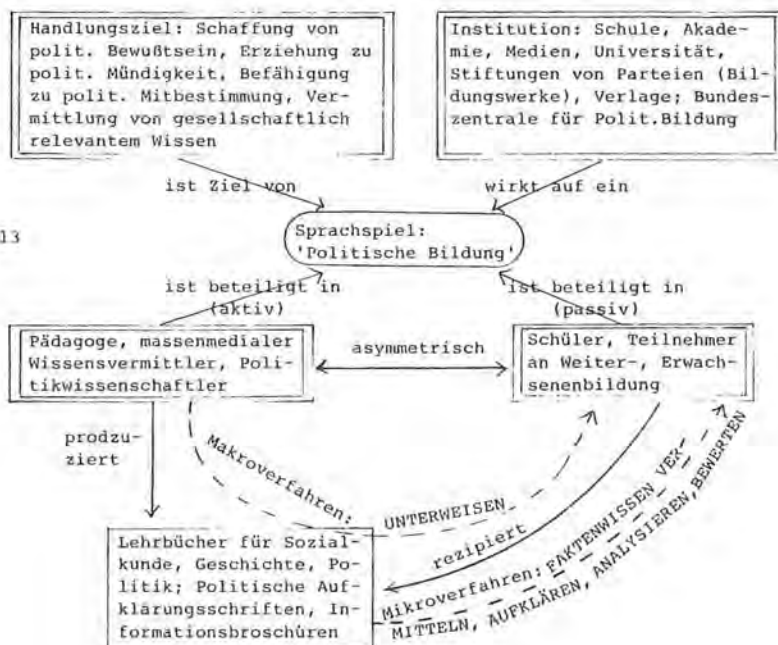 Handlungsziel: Schaffung von
polit. Bewußtsein, Erziehung zu
polit. Mündigkeit, Befähigung
zu polit. Mitbestimmung, Ver-
mittlung von gesellschaftlich
relevantem Wissen
Institution: Schule, Akade-
mie, Medien, Universität,
Stiftungen von Parteien (Bil-
dungswerke), Verlage; Bundes-
zentrale für Polit.Bildung
ist Ziel von
wirkt auf ein
13
Sprachspiel:
'Politische Bildung'
ist beteiligt in
(aktiv)
ist beteiligt in
(passiv)
Pädagoge, massenmedialer
Wissensvermittler, Poli-
tikwissenschaftler
asymmetrisch
Schüler, Teilnehmer
an Weiter-, Erwach-
senenbildung
prodzu-
ziert
Makroverfahren:
UNTERWEISEN
rezipiert
Lehrbücher für Sozial-
kunde, Geschichte, Po-
litik; Politische Auf-
klärungsschriften, In-
formationsbroschüren
Mikroverfahren: FAKTENWISSEN VER-
MITTELN, AUFKLÄREN, ANALYSIEREN, BEWERTEN